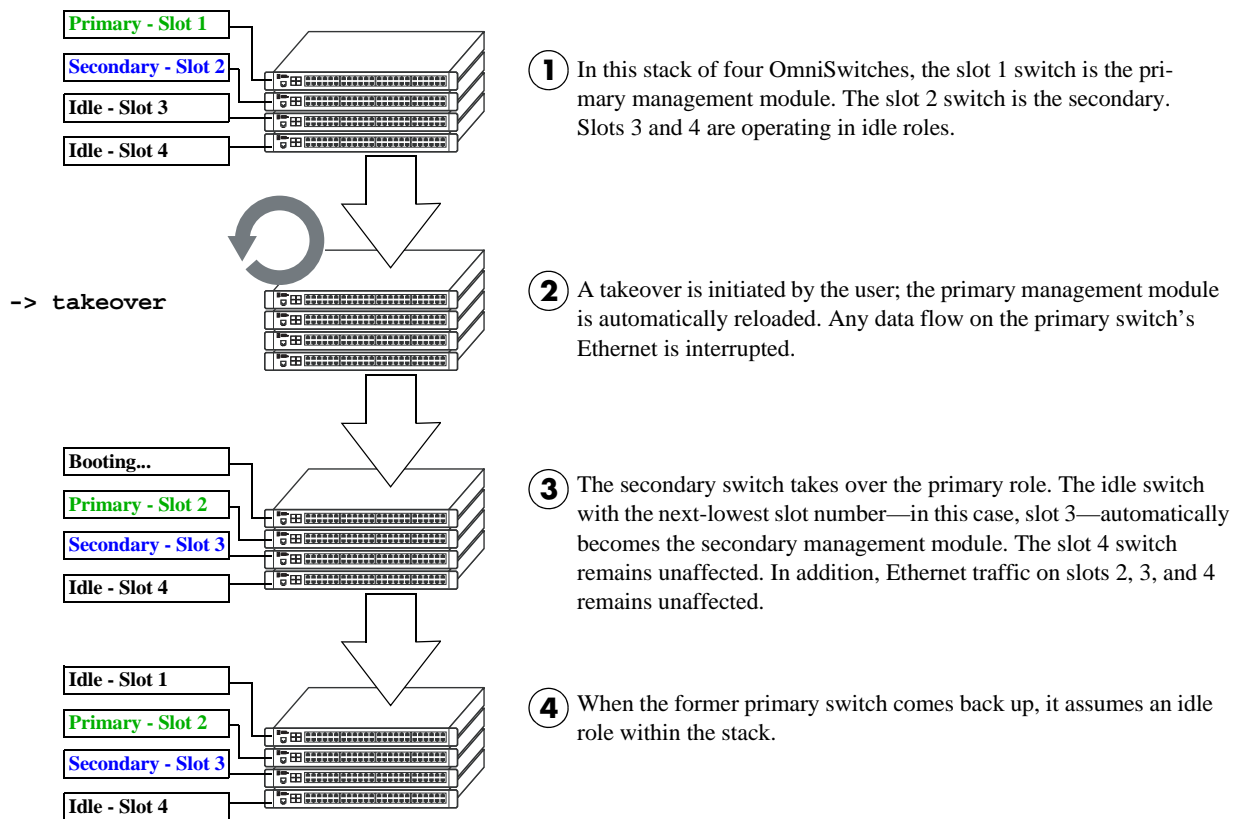 Primary - Slot 1
Secondary - Slot 2
Idle - Slot 3
Idle - Slot 4
1 In this stack of four OmniSwitches, the slot 1 switch is the pri-
mary management module. The slot 2 switch is the secondary.
Slots 3 and 4 are operating in idle roles.
-> takeover
2 A takeover is initiated by the user; the primary management module
is automatically reloaded. Any data flow on the primary switch’s
Ethernet is interrupted.
Booting...
Primary - Slot 2
Secondary - Slot 3
Idle - Slot 4
3 The secondary switch takes over the primary role. The idle switch
with the next-lowest slot number—in this case, slot 3—automatically
becomes the secondary management module. The slot 4 switch
remains unaffected. In addition, Ethernet traffic on slots 2, 3, and 4
remains unaffected.
Idle - Slot 1
Primary - Slot 2
Secondary - Slot 3
Idle - Slot 4
4 When the former primary switch comes back up, it assumes an idle
role within the stack.